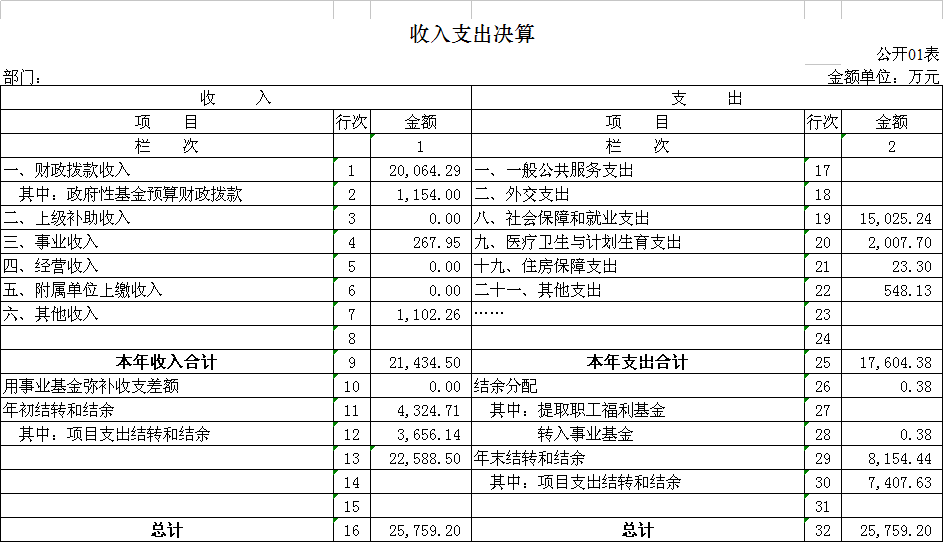 收入支出决算
公开01表
部门: 金额单位: 万元
收 入 支 出
项 目 行次 金额 项 目 行次 金额
栏 次 1 栏 次 2
一、财政拨款收入 1 20,064.29 一、一般公共服务支出 17
其中: 政府性基金预算财政拨款 2 1,154.00 二、外交支出 18
二、上级补助收入 3 0.00 八、社会保障和就业支出 19 15,025.24
三、事业收入 4 267.95 九、医疗卫生与计划生育支出 20 2,007.70
四、经营收入 5 0.00 十九、住房保障支出 21 23.30
五、附属单位上缴收入 6 0.00 二十一、其他支出 22 548.13
六、其他收入 7 1,102.26 …… 23
8 24
本年收入合计 9 21,434.50 本年支出合计 25 17,604.38
用事业基金弥补收支差额 10 0.00 结余分配 26 0.38
年初结转和结余 11 4,324.71 其中: 提取职工福利基金 27
其中: 项目支出结转和结余 12 3,656.14 转入事业基金 28 0.38
13 22,588.50 年末结转和结余 29 8,154.44
14 其中: 项目支出结转和结余 30 7,407.63
15 31
总计 16 25,759.20 总计 32 25,759.20